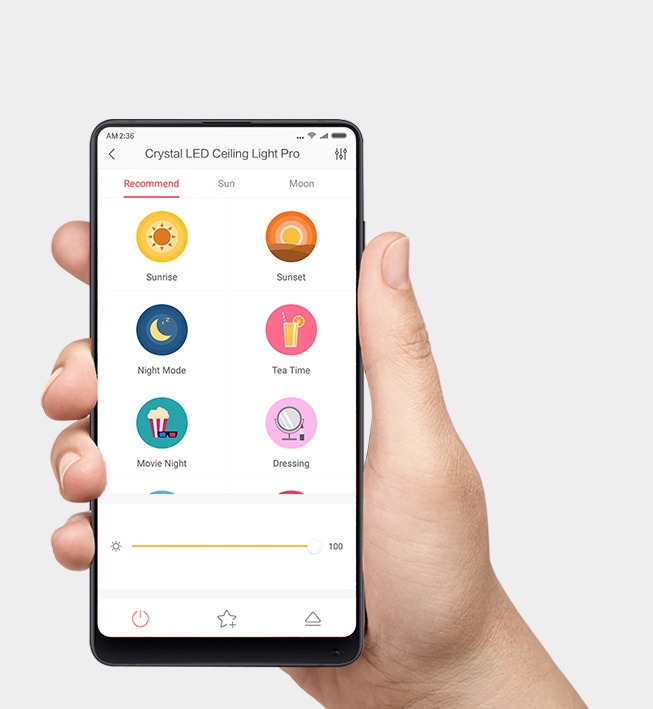 AM 2:36
Crystal LED Ceiling Light Pro
Recommend Sun Moon
Sunrise Sunset
z z
Night Mode Tea Time
Movie Night Dressing
100